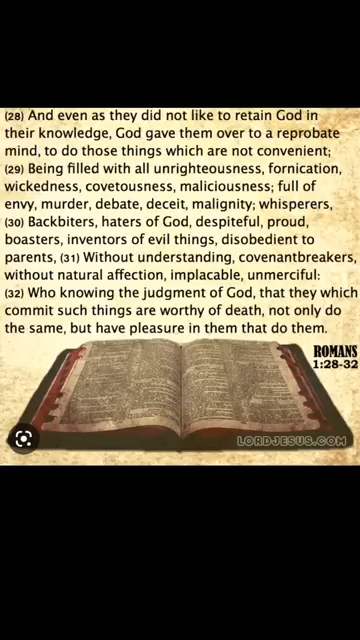 (28) And even as they did not like to retain God in
their knowledge, God gave them over to a reprobate
mind, to do those things which are not convenient;
(29) Being filled with all unrighteousness, fornication,
wickedness, covetousness, maliciousness; full of
envy, murder, debate, deceit, malignity; whisperers,
(30) Backbiters, haters of God, despiteful, proud,
boasters, inventors of evil things, disobedient to
parents, (31) Without understanding, covenantbreakers,
without natural affection, implacable, unmerciful:
(32) Who knowing the judgment of God, that they which
commit such things are worthy of death, not only do
the same, but have pleasure in them that do them.
ROMANS
1:28-32
LORDJESUS.COM